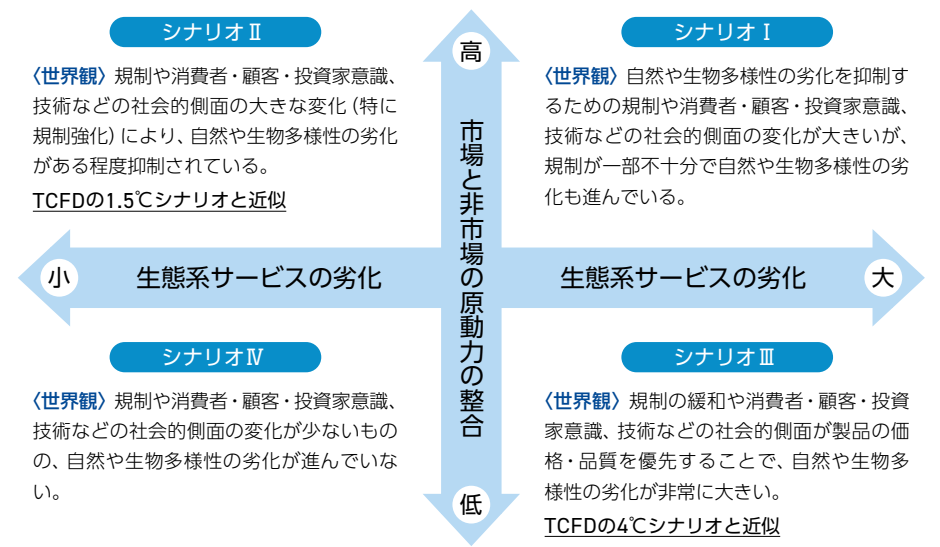 シナリオⅡ
〈世界観〉規制や消費者・顧客・投資家意識、
技術などの社会的側面の大きな変化(特に
規制強化)により、自然や生物多様性の劣化
がある程度抑制されている。
TCFDの1.5℃シナリオと近似
高
市場と非市場の原動力の整合
低
シナリオⅠ
〈世界観〉自然や生物多様性の劣化を抑制す
るための規制や消費者・顧客・投資家意識、
技術などの社会的側面の変化が大きいが、
規制が一部不十分で自然や生物多様性の劣
化も進んでいる。
小
生態系サービスの劣化
生態系サービスの劣化
大
シナリオⅣ
〈世界観〉規制や消費者・顧客・投資家意識、
技術などの社会的側面の変化が少ないもの
の、自然や生物多様性の劣化が進んでいな
い。
シナリオⅢ
〈世界観〉規制の緩和や消費者・顧客・投資
家意識、技術などの社会的側面が製品の価
格・品質を優先することで、自然や生物多
様性の劣化が非常に大きい。
TCFDの4℃シナリオと近似